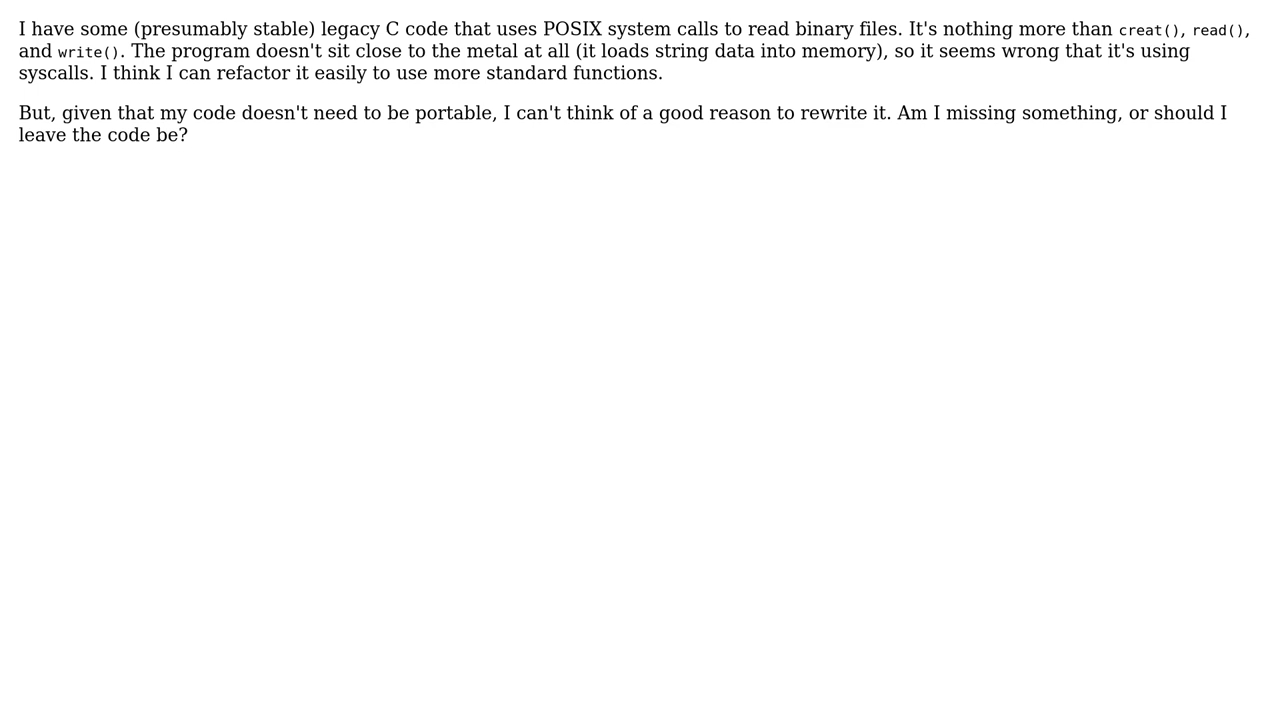 I have some (presumably stable) legacy C code that uses POSIX system calls to read binary files. It's nothing more than creat(), read(),
and write(). The program doesn't sit close to the metal at all (it loads string data into memory), so it seems wrong that it's using
syscalls. I think I can refactor it easily to use more standard functions.
But, given that my code doesn't need to be portable, I can't think of a good reason to rewrite it. Am I missing something, or should I
leave the code be?